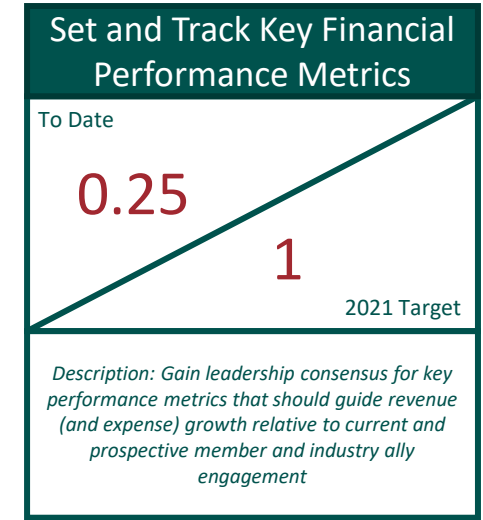 Set and Track Key Financial
Performance Metrics
To Date
0.25
1
2021 Target
Description: Gain leadership consensus for key
performance metrics that should guide revenue
(and expense) growth relative to current and
prospective member and industry ally
engagement